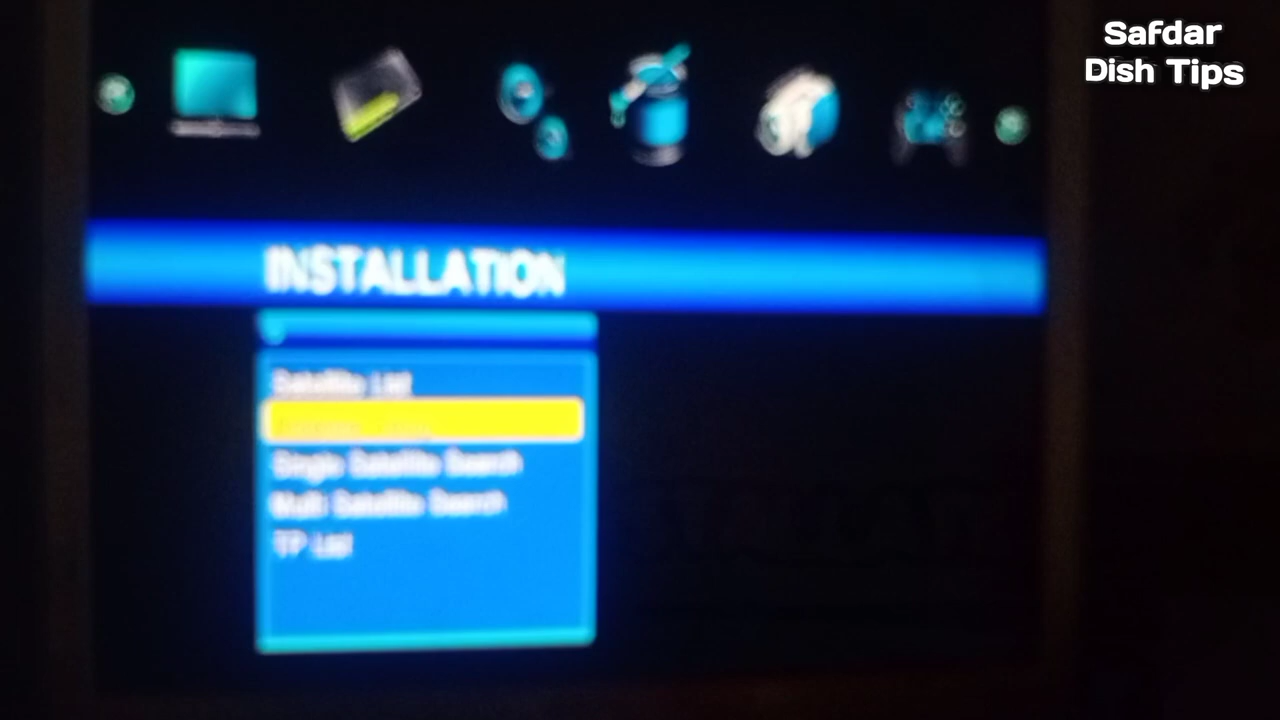 Safdar
Dish Tips
INSTALLATION
Satellite List
Single Satellite Search
Multi Satellite Search
TP List